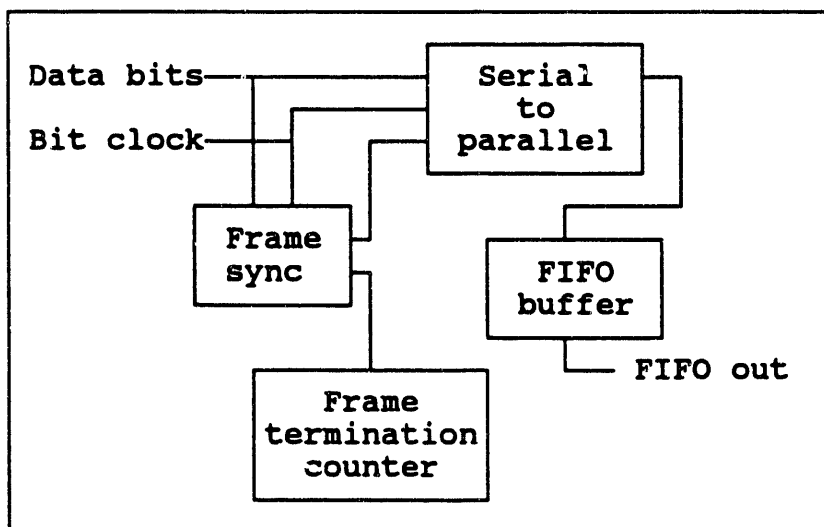 Data bits
Bit clock
Serial
to
parallel
Frame
sync
FIFO
buffer
FIFO out
Frame
termination
counter